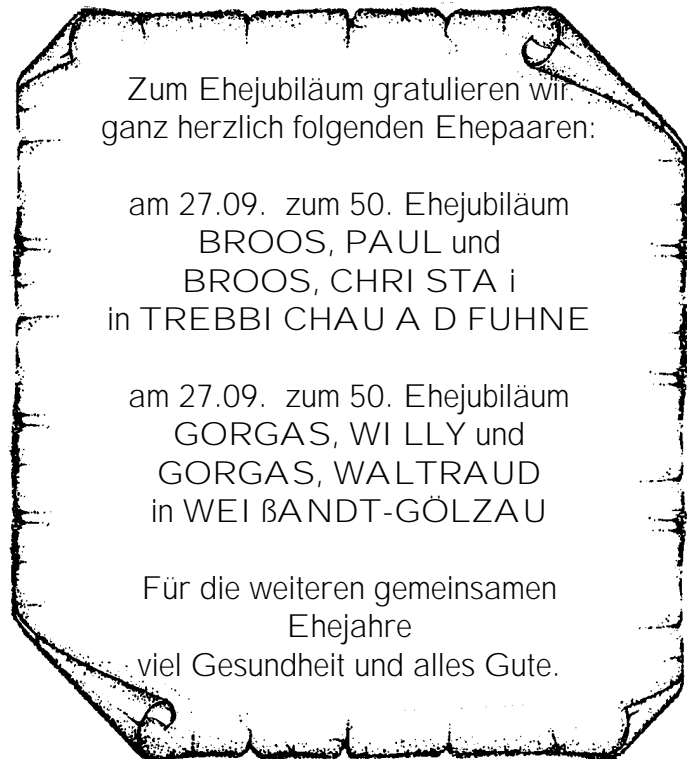 Zum Ehejubiläum gratulieren wir
ganz herzlich folgenden Ehepaaren:
am 27.09. zum 50. Ehejubiläum
BROOS, PAUL und
BROOS, CHRI STA i
in TREBBI CHAU A D FUHNE
am 27.09. zum 50. Ehejubiläum
GORGAS, WI LLY und
GORGAS, WALTRAUD
in WEI ßANDT-GÖLZAU
Für die weiteren gemeinsamen
Ehejahre
viel Gesundheit und alles Gute.